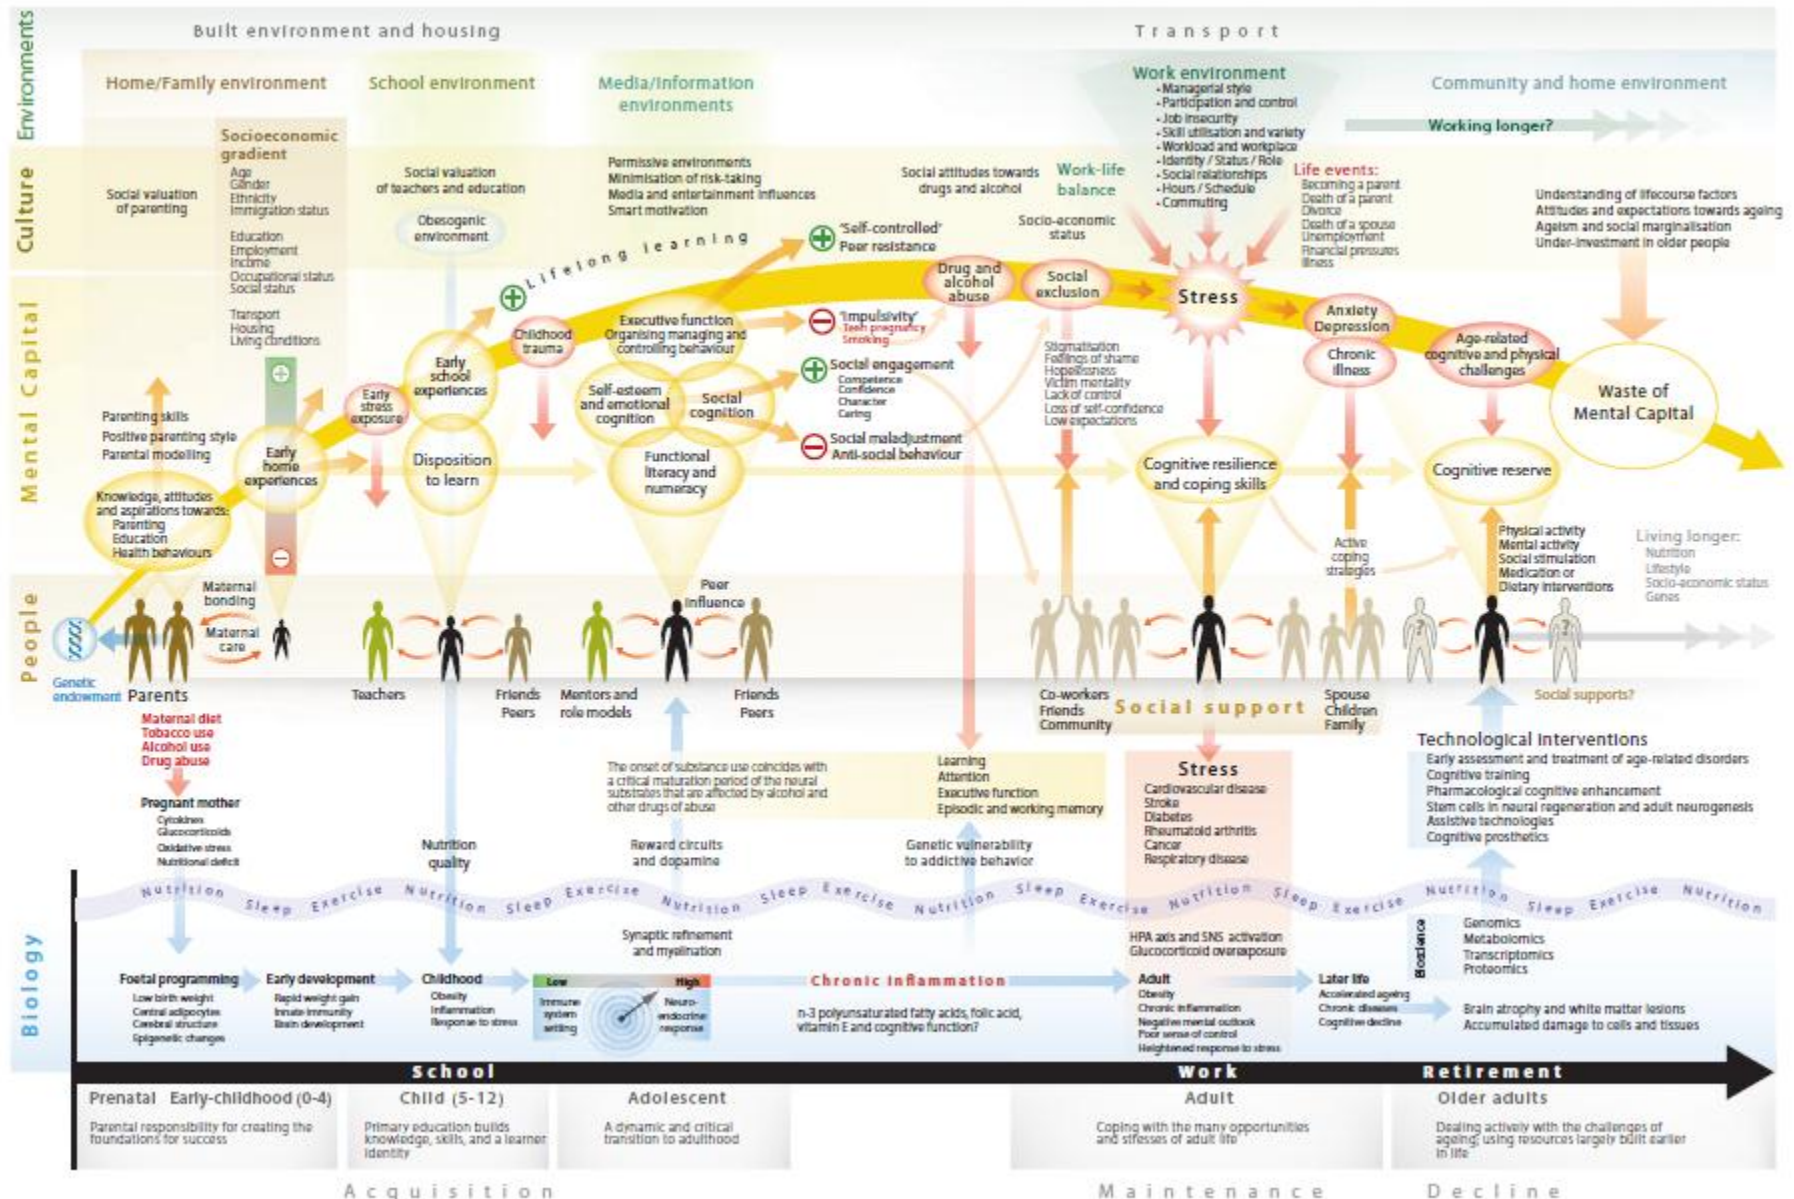 Environments
Culture
Mental Capital
People
Biology
Built environment and housing
Transport
Home/Family environment
School environment
Media/Information
environments
Work environment
- Managerial style
- Participation and control
- Job insecurity
- Skill utilisation and variety
- Workload and workplace
- Identity / Status / Role
- Social relationships
- Hours / Schedule
- Commuting
Community and home environment
Working longer?
Socioeconomic
gradient
Age
Gender
Ethnicity
Immigration status
Education
Employment
Income
Occupational status
Social status
Transport
Housing
Living conditions
Social valuation
of parenting
Social valuation
of teachers and education
Obesogenic
environment
Permissive environments
Minimisation of risk-taking
Media and entertainment influences
Smart motivation
Social attitudes towards
drugs and alcohol
Work-life
balance
Socio-economic
status
Life events:
Becoming a parent
Death of a parent
Divorce
Death of a spouse
Unemployment
Financial pressures
Illness
Understanding of lifecourse factors
Attitudes and expectations towards ageing
Ageism and social marginalisation
Under-investment in older people
Lifelong learning
'Self-controlled'
Peer resistance
'Impulsivity'
Teen pregnancy
Smoking
Social engagement
Competence
Confidence
Character
Caring
Social maladjustment
Anti-social behaviour
Parenting skills
Positive parenting style
Parental modelling
Knowledge, attitudes
and aspirations towards:
Parenting
Education
Health behaviours
Early
home
experiences
Early
stress
exposure
Early
school
experiences
Disposition
to learn
Childhood
trauma
Executive function
Organising managing and
controlling behaviour
Self-esteem
and emotional
cognition
Social
cognition
Functional
literacy and
numeracy
Drug and
alcohol
abuse
Social
exclusion
Stress
Stigmatisation
Feelings of shame
Hopelessness
Victim mentality
Lack of control
Loss of self-confidence
Low expectations
Anxiety
Depression
Chronic
illness
Age-related
cognitive and physical
challenges
Waste of
Mental Capital
Cognitive resilience
and coping skills
Cognitive reserve
Active
coping
strategies
Physical activity
Mental activity
Social stimulation
Medication or
Dietary interventions
Living longer:
Nutrition
Lifestyle
Socio-economic status
Genes
Maternal
bonding
Maternal
care
Peer
influence
Genetic
endowment
Parents
Teachers
Friends
Peers
Mentors and
role models
Friends
Peers
Co-workers
Friends
Community
Social support
Spouse
Children
Family
?
?
Social supports?
Maternal diet
Tobacco use
Alcohol use
Drug abuse
Pregnant mother
Cytokines
Glucocorticoids
Oxidative stress
Nutritional deficit
Nutrition
quality
The onset of substance use coincides with
a critical maturation period of the neural
substrates that are affected by alcohol and
other drugs of abuse
Learning
Attention
Executive function
Episodic and working memory
Reward circuits
and dopamine
Genetic vulnerability
to addictive behavior
Stress
Cardiovascular disease
Stroke
Diabetes
Rheumatoid arthritis
Cancer
Respiratory disease
Technological interventions
Early assessment and treatment of age-related disorders
Cognitive training
Pharmacological cognitive enhancement
Stem cells in neural regeneration and adult neurogenesis
Assistive technologies
Cognitive prosthetics
Nutrition Sleep Exercise Nutrition Sleep Exercise Nutrition Sleep Exercise Nutrition Sleep Exercise Nutrition Sleep Exercise Nutrition Sleep Exercise Nutrition
Synaptic refinement
and myelination
HPA axis and SNS activation
Glucocorticoid overexposure
Bioscience
Genomics
Metabolomics
Transcriptomics
Proteomics
Foetal programming
Low birth weight
Central adipocytes
Cerebral structure
Epigenetic changes
Early development
Rapid weight gain
Innate immunity
Brain development
Childhood
Obesity
Inflammation
Response to stress
Low
High
Immune
system
setting
Neuro-
endocrine
response
Chronic inflammation
n-3 polyunsaturated fatty acids, folic acid,
vitamin E and cognitive function?
Adult
Obesity
Chronic inflammation
Negative mental outlook
Poor sense of control
Heightened response to stress
Later life
Accelerated ageing
Chronic diseases
Cognitive decline
Brain atrophy and white matter lesions
Accumulated damage to cells and tissues
School
Work
Retirement
Prenatal Early-childhood (0-4)
Parental responsibility for creating the
foundations for success
Child (5-12)
Primary education builds
knowledge, skills, and a learner
identity
Adolescent
A dynamic and critical
transition to adulthood
Adult
Coping with the many opportunities
and stresses of adult life
Older adults
Dealing actively with the challenges of
ageing; using resources largely built earlier
in life
Acquisition
Maintenance
Decline